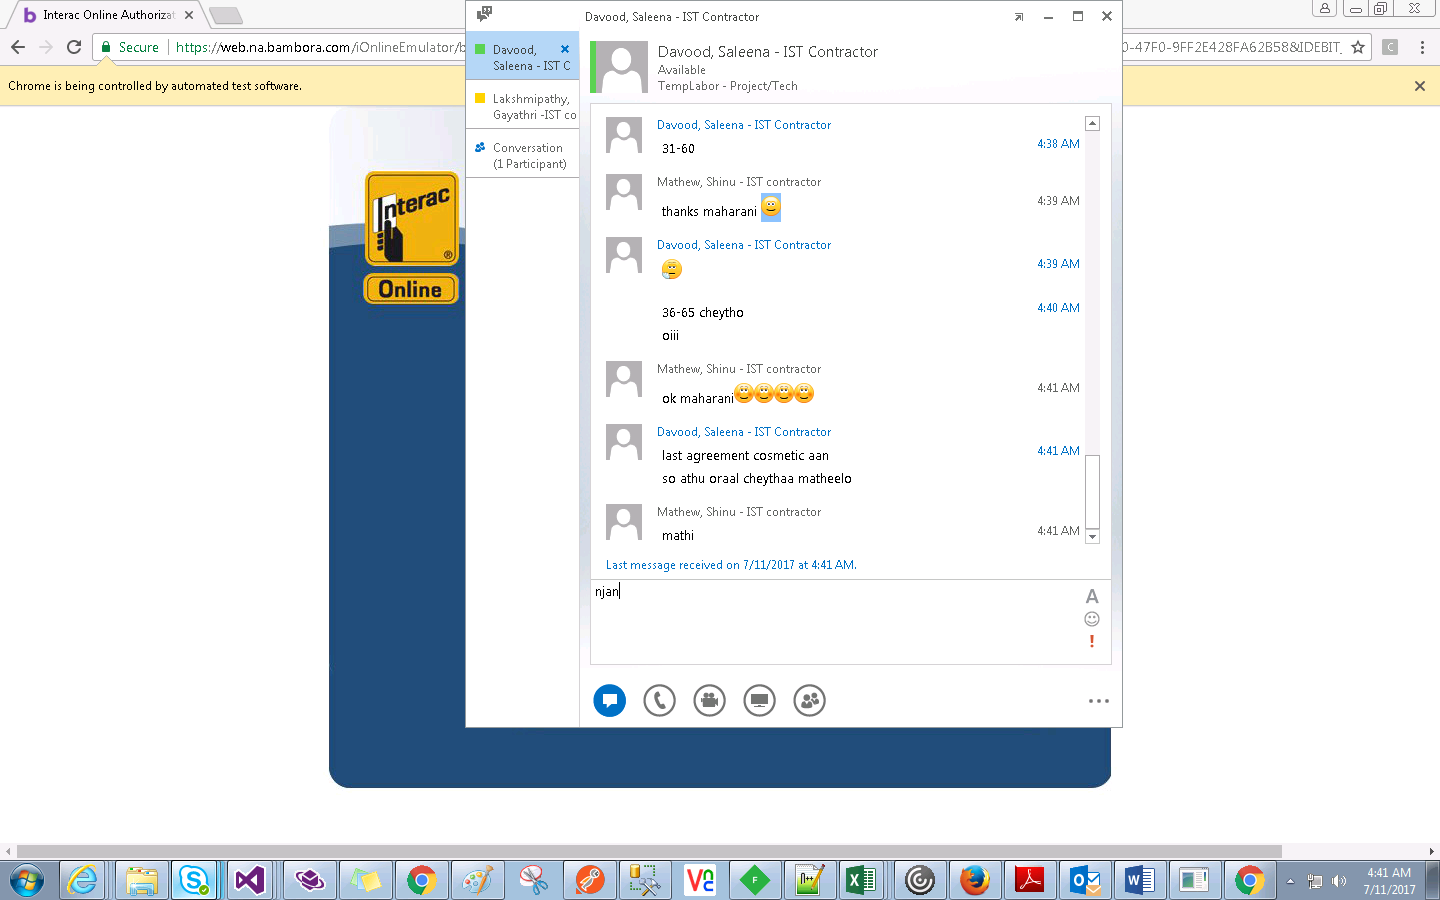 Interac Online Authorizat
Davood, Saleena - IST Contractor
Secure
https://web.na.bambora.com/iOnlineEmulator/b
0-47F0-9FF2E428FA62B58&IDEBIT_
C
Chrome is being controlled by automated test software.
Davood,
Saleena - IST C
Lakshmipathy,
Gayathri -IST co
Conversation
(1 Participant)
Interac
®
Online
Davood, Saleena - IST Contractor
Available
TempLabor - Project/Tech
Davood, Saleena - IST Contractor
31-60
4:38 AM
Mathew, Shinu - IST contractor
thanks maharani
4:39 AM
Davood, Saleena - IST Contractor
4:39 AM
36-65 cheytho
4:40 AM
oiii
Mathew, Shinu - IST contractor
ok maharani
4:41 AM
Davood, Saleena - IST Contractor
last agreement cosmetic aan
4:41 AM
so athu oraal cheythaa matheelo
Mathew, Shinu - IST contractor
mathi
4:41 AM
Last message received on 7/11/2017 at 4:41 AM.
njan
A
!
4:41 AM
7/11/2017